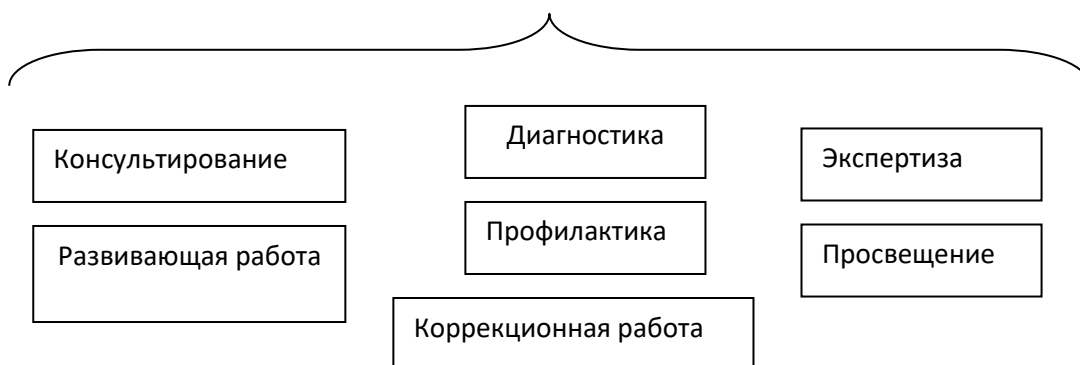 Диагностика
Консультирование
Экспертиза
Профилактика
Развивающая работа
Просвещение
Коррекционная работа